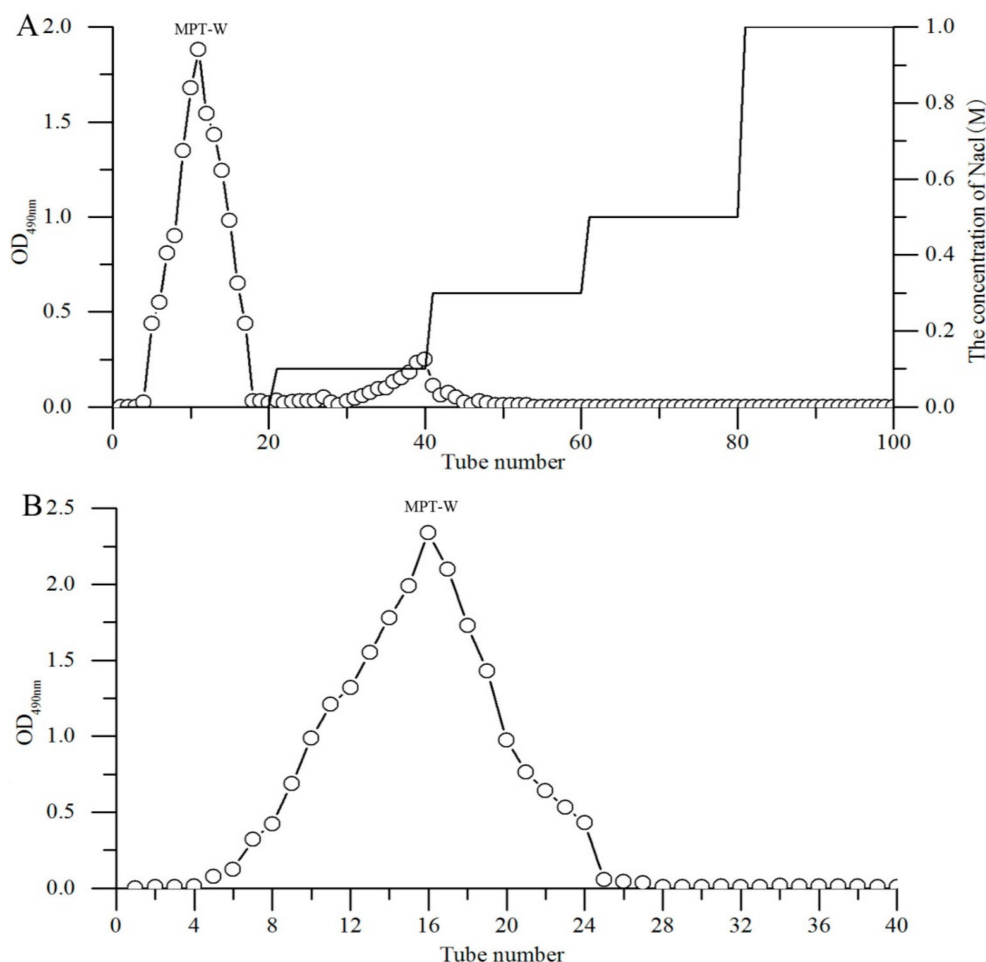 A
MPT-W
2.0
1.5
1.0
0.5
0.0
OD490nm
1.0
0.8
0.6
0.4
0.2
0.0
The concentration of Nacl (M)
0 20 40 60 80 100
Tube number
B
MPT-W
2.5
2.0
1.5
1.0
0.5
0.0
OD490nm
0 4 8 12 16 20 24 28 32 36 40
Tube number